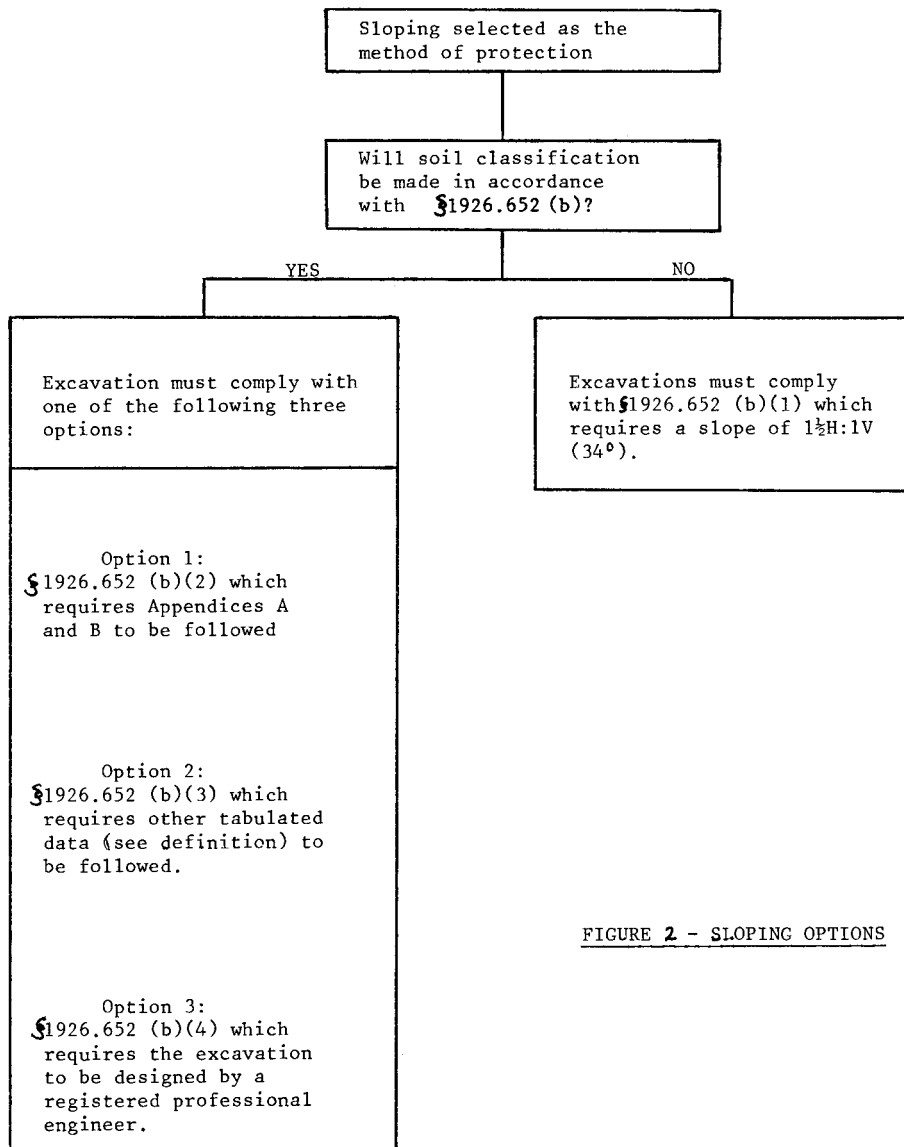 Sloping selected as the
method of protection
Will soil classification
be made in accordance
with §1926.652 (b)?
YES
NO
Excavation must comply with
one of the following three
options:
Excavations must comply
with §1926.652 (b)(1) which
requires a slope of 1½H:1V
(34°).
Option 1:
§1926.652 (b)(2) which
requires Appendices A
and B to be followed
Option 2:
§1926.652 (b)(3) which
requires other tabulated
data (see definition) to
be followed.
Option 3:
§1926.652 (b)(4) which
requires the excavation
to be designed by a
registered professional
engineer.
FIGURE 2 - SLOPING OPTIONS